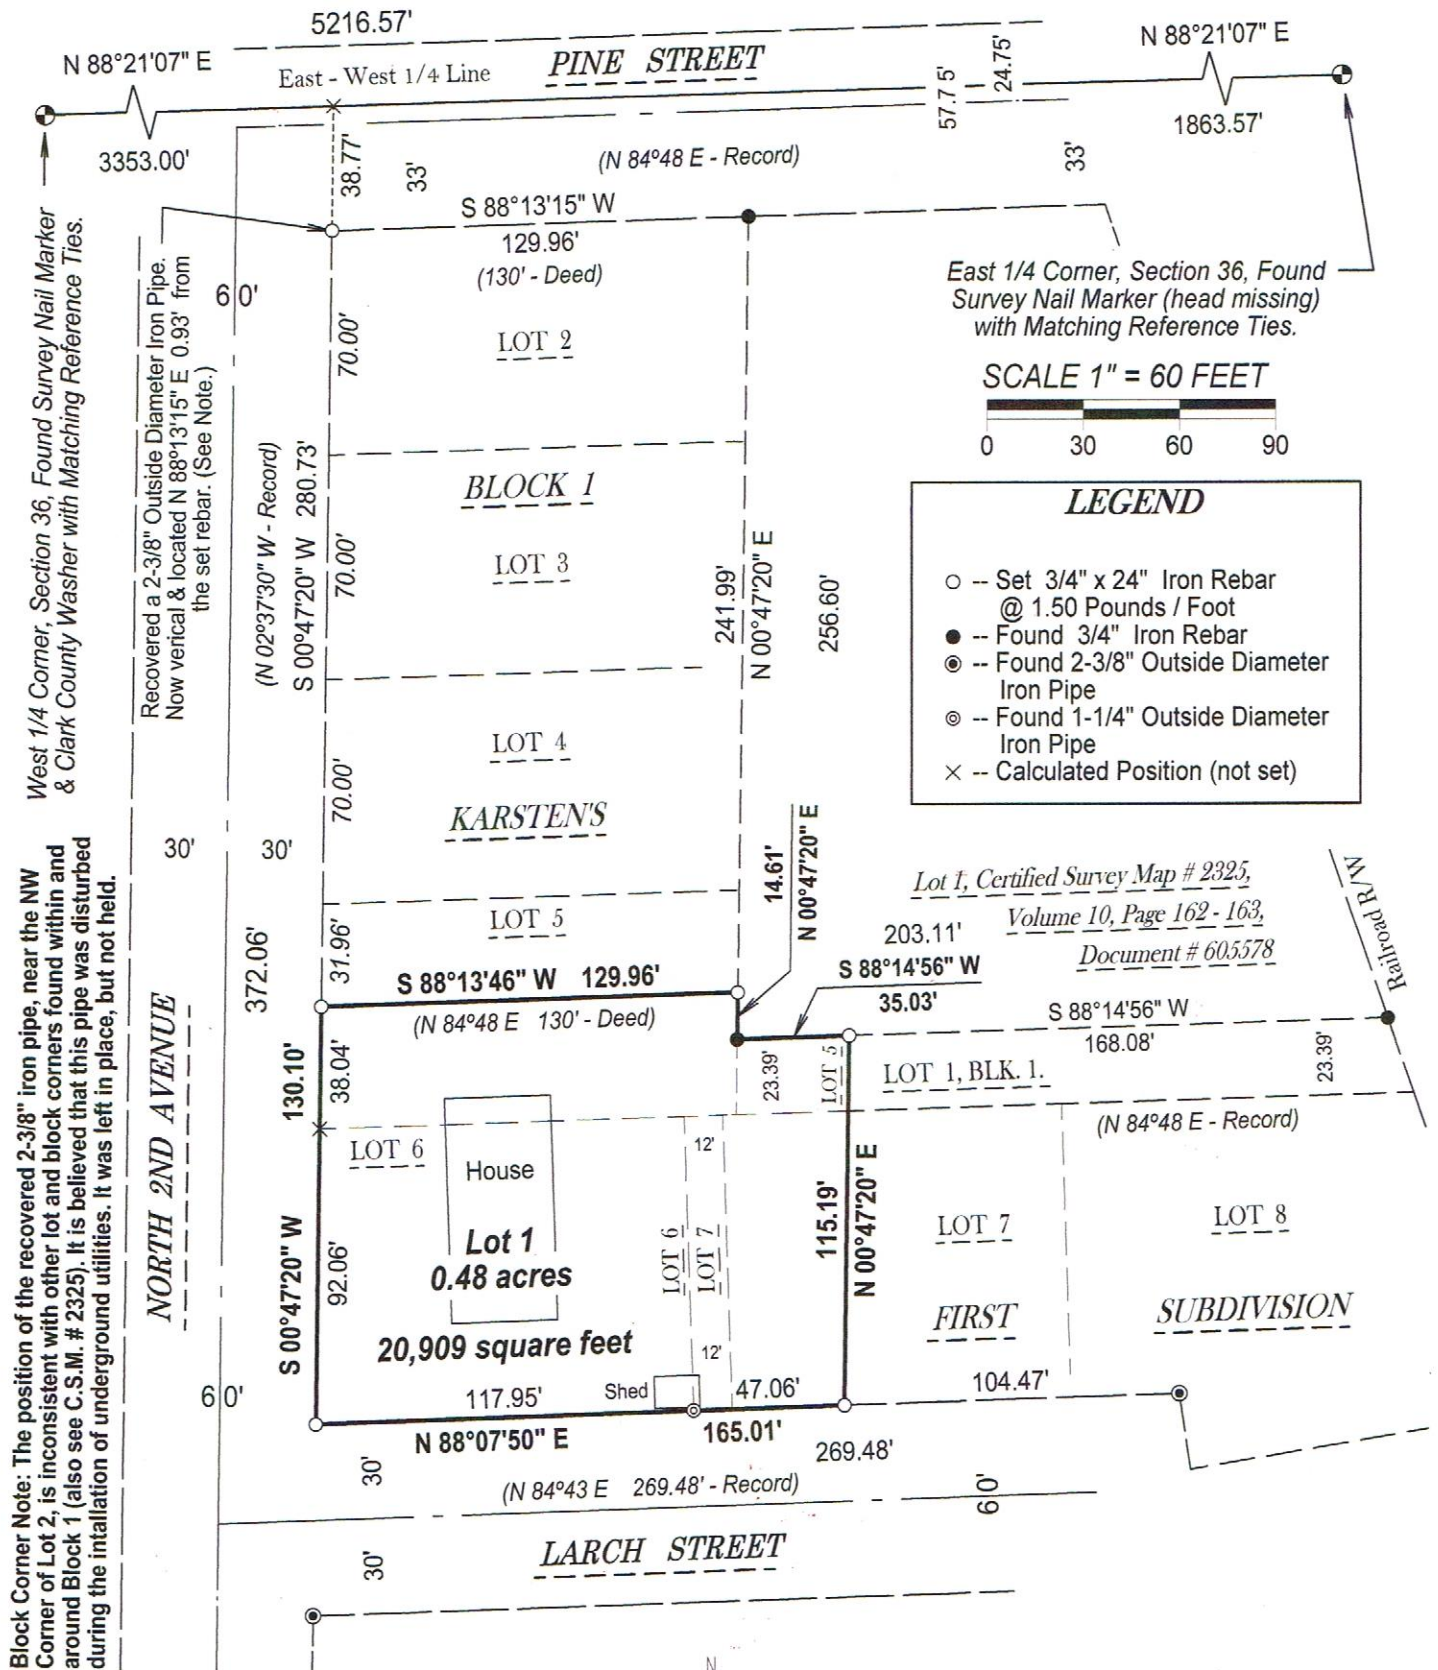 5216.57'
N 88°21'07" E
East - West 1/4 Line
PINE STREET
N 88°21'07" E
3353.00'
38.77'
33'
(N 84º48 E - Record)
57.75'
24.75'
33'
1863.57'
West 1/4 Corner, Section 36, Found Survey Nail Marker
& Clark County Washer with Matching Reference Ties.
Recovered a 2-3/8" Outside Diameter Iron Pipe.
Now verical & located N 88°13'15" E 0.93' from
the set rebar. (See Note.)
60'
S 88°13'15" W
129.96'
(130' - Deed)
East 1/4 Corner, Section 36, Found
Survey Nail Marker (head missing)
with Matching Reference Ties.
LOT 2
70.00'
SCALE 1" = 60 FEET
0 30 60 90
(N 02º37'30" W - Record)
S 00°47'20" W 280.73'
BLOCK 1
LOT 3
70.00'
241.99'
N 00°47'20" E
256.60'
LEGEND
○ -- Set 3/4" x 24" Iron Rebar
@ 1.50 Pounds / Foot
● -- Found 3/4" Iron Rebar
◉ -- Found 2-3/8" Outside Diameter
Iron Pipe
◎ -- Found 1-1/4" Outside Diameter
Iron Pipe
× -- Calculated Position (not set)
LOT 4
70.00'
KARSTEN'S
30'
30'
LOT 5
31.96'
14.61'
N 00°47'20" E
Lot 1, Certified Survey Map # 2325,
Volume 10, Page 162 - 163,
Document # 605578
Railroad R/W
203.11'
S 88°14'56" W
35.03'
S 88°13'46" W 129.96'
(N 84º48 E 130' - Deed)
S 88°14'56" W
168.08'
372.06'
NORTH 2ND AVENUE
130.10'
38.04'
23.39'
LOT 5
LOT 1, BLK. 1.
23.39'
(N 84º48 E - Record)
LOT 6
House
12'
Lot 1
0.48 acres
20,909 square feet
LOT 6
LOT 7
12'
115.19'
N 00°47'20" E
LOT 7
LOT 8
FIRST
SUBDIVISION
S 00°47'20" W
92.06'
60'
117.95'
Shed
47.06'
104.47'
N 88°07'50" E
165.01'
269.48'
30'
(N 84º43 E 269.48' - Record)
60'
30'
LARCH STREET
N
Block Corner Note: The position of the recovered 2-3/8" iron pipe, near the NW
Corner of Lot 2, is inconsistent with other lot and block corners found within and
around Block 1 (also see C.S.M. # 2325). It is believed that this pipe was disturbed
during the intallation of underground utilities. It was left in place, but not held.